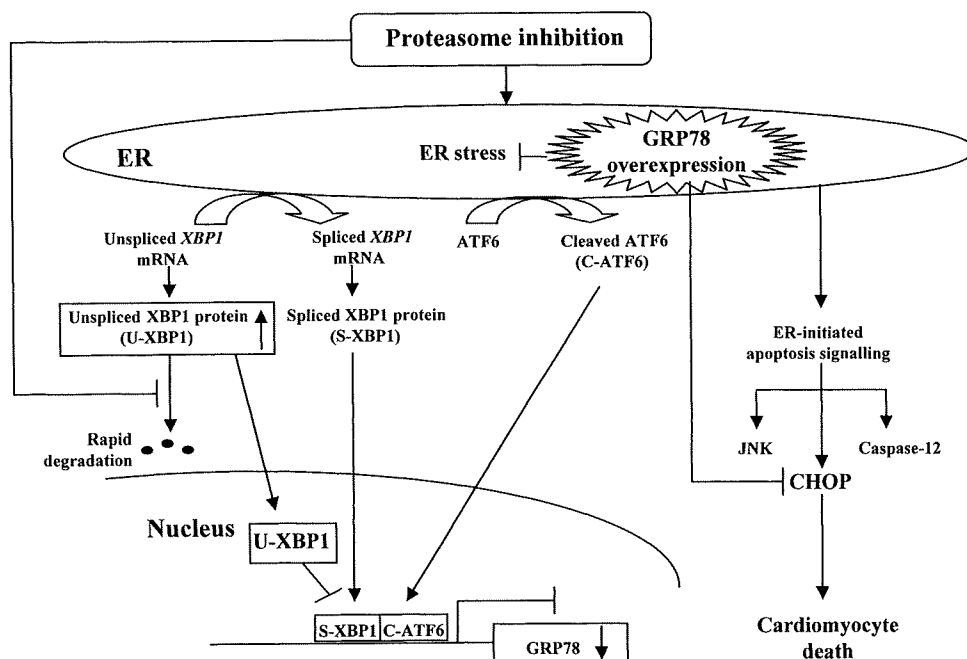 Proteasome inhibition
GRP78
overexpression
ER stress
ER
Unspliced XBP1
mRNA
Spliced XBP1
mRNA
ATF6
Cleaved ATF6
(C-ATF6)
Unspliced XBP1 protein
(U-XBP1)
Spliced XBP1 protein
(S-XBP1)
ER-initiated
apoptosis signalling
Rapid
degradation
JNK
Caspase-12
CHOP
Nucleus
U-XBP1
S-XBP1
C-ATF6
GRP78
Cardiomyocyte
death